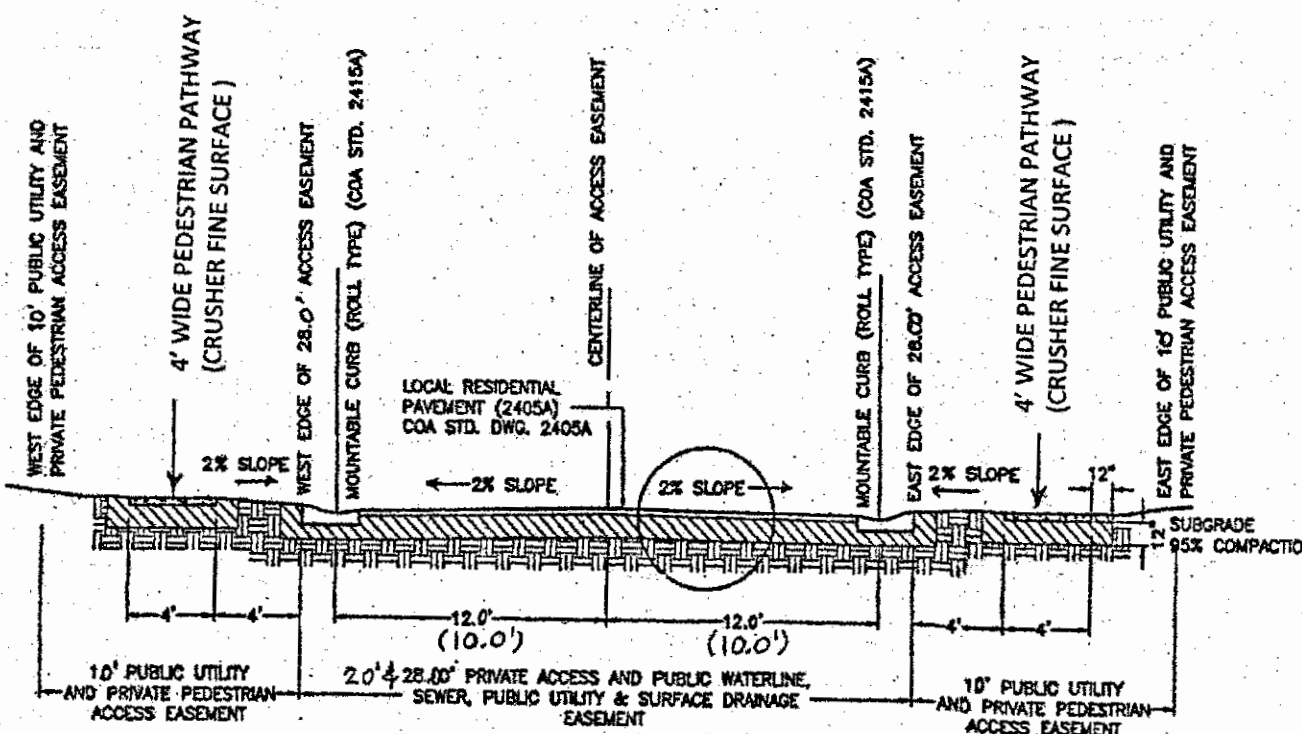 WEST EDGE OF 10' PUBLIC UTILITY AND
PRIVATE PEDESTRIAN ACCESS EASEMENT
4' WIDE PEDESTRIAN PATHWAY
(CRUSHER FINE SURFACE )
WEST EDGE OF 28.0' ACCESS EASEMENT
MOUNTABLE CURB (ROLL TYPE) (COA STD. 2415A)
CENTERLINE OF ACCESS EASEMENT
MOUNTABLE CURB (ROLL TYPE) (COA STD. 2415A)
EAST EDGE OF 28.00' ACCESS EASEMENT
4' WIDE PEDESTRIAN PATHWAY
(CRUSHER FINE SURFACE )
EAST EDGE OF 10' PUBLIC UTILITY AND
PRIVATE PEDESTRIAN ACCESS EASEMENT
LOCAL RESIDENTIAL
PAVEMENT (2405A)
COA STD. DWG. 2405A
2% SLOPE
2% SLOPE
2% SLOPE
2% SLOPE
12"
12"
SUBGRADE
95% COMPACTIO
4'
4'
12.0'
(10.0')
12.0'
(10.0')
4'
4'
10' PUBLIC UTILITY
AND PRIVATE PEDESTRIAN
ACCESS EASEMENT
20' & 28.00' PRIVATE ACCESS AND PUBLIC WATERLINE,
SEWER, PUBLIC UTILITY & SURFACE DRAINAGE
EASEMENT
10' PUBLIC UTILITY
AND PRIVATE PEDESTRIAN
ACCESS EASEMENT